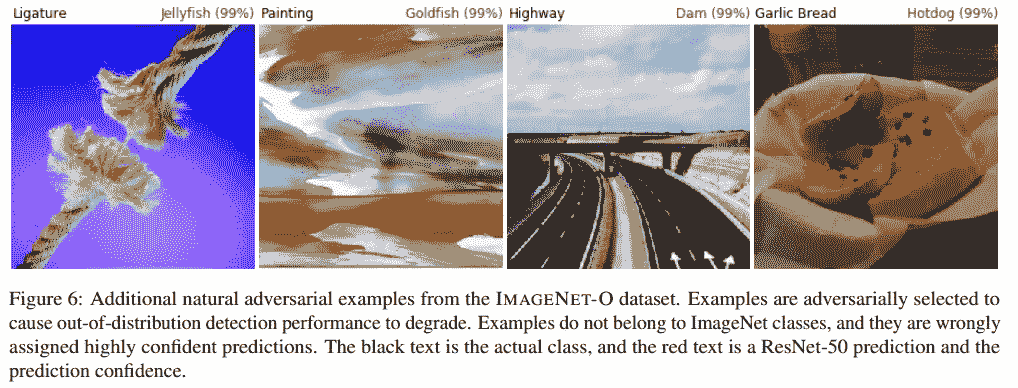 Ligature Jellyfish (99%) Painting Goldfish (99%) Highway Dam (99%) Garlic Bread Hotdog (99%)
Figure 6: Additional natural adversarial examples from the IMAGENET-O dataset. Examples are adversarially selected to
cause out-of-distribution detection performance to degrade. Examples do not belong to ImageNet classes, and they are wrongly
assigned highly confident predictions. The black text is the actual class, and the red text is a ResNet-50 prediction and the
prediction confidence.